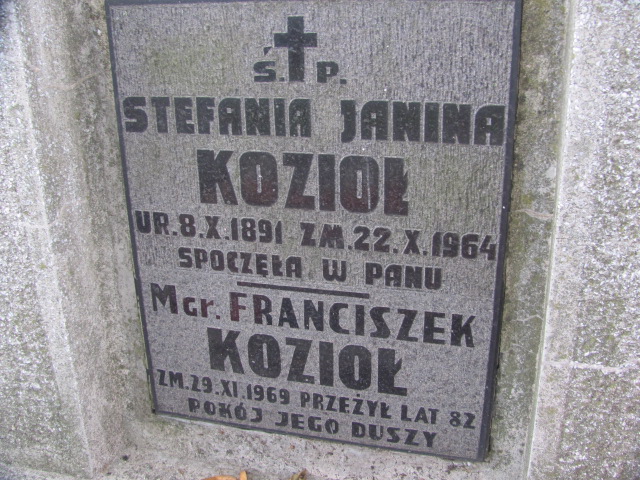 Ś.P.
STEFANIA JANINA
KOZIOŁ
UR.8.X.1891 ZM.22.X.1964
SPOCZĘŁA W PANU
Mgr. FRANCISZEK
KOZIOŁ
ZM.29.XI.1969 PRZEŻYŁ LAT 82
POKÓJ JEGO DUSZY